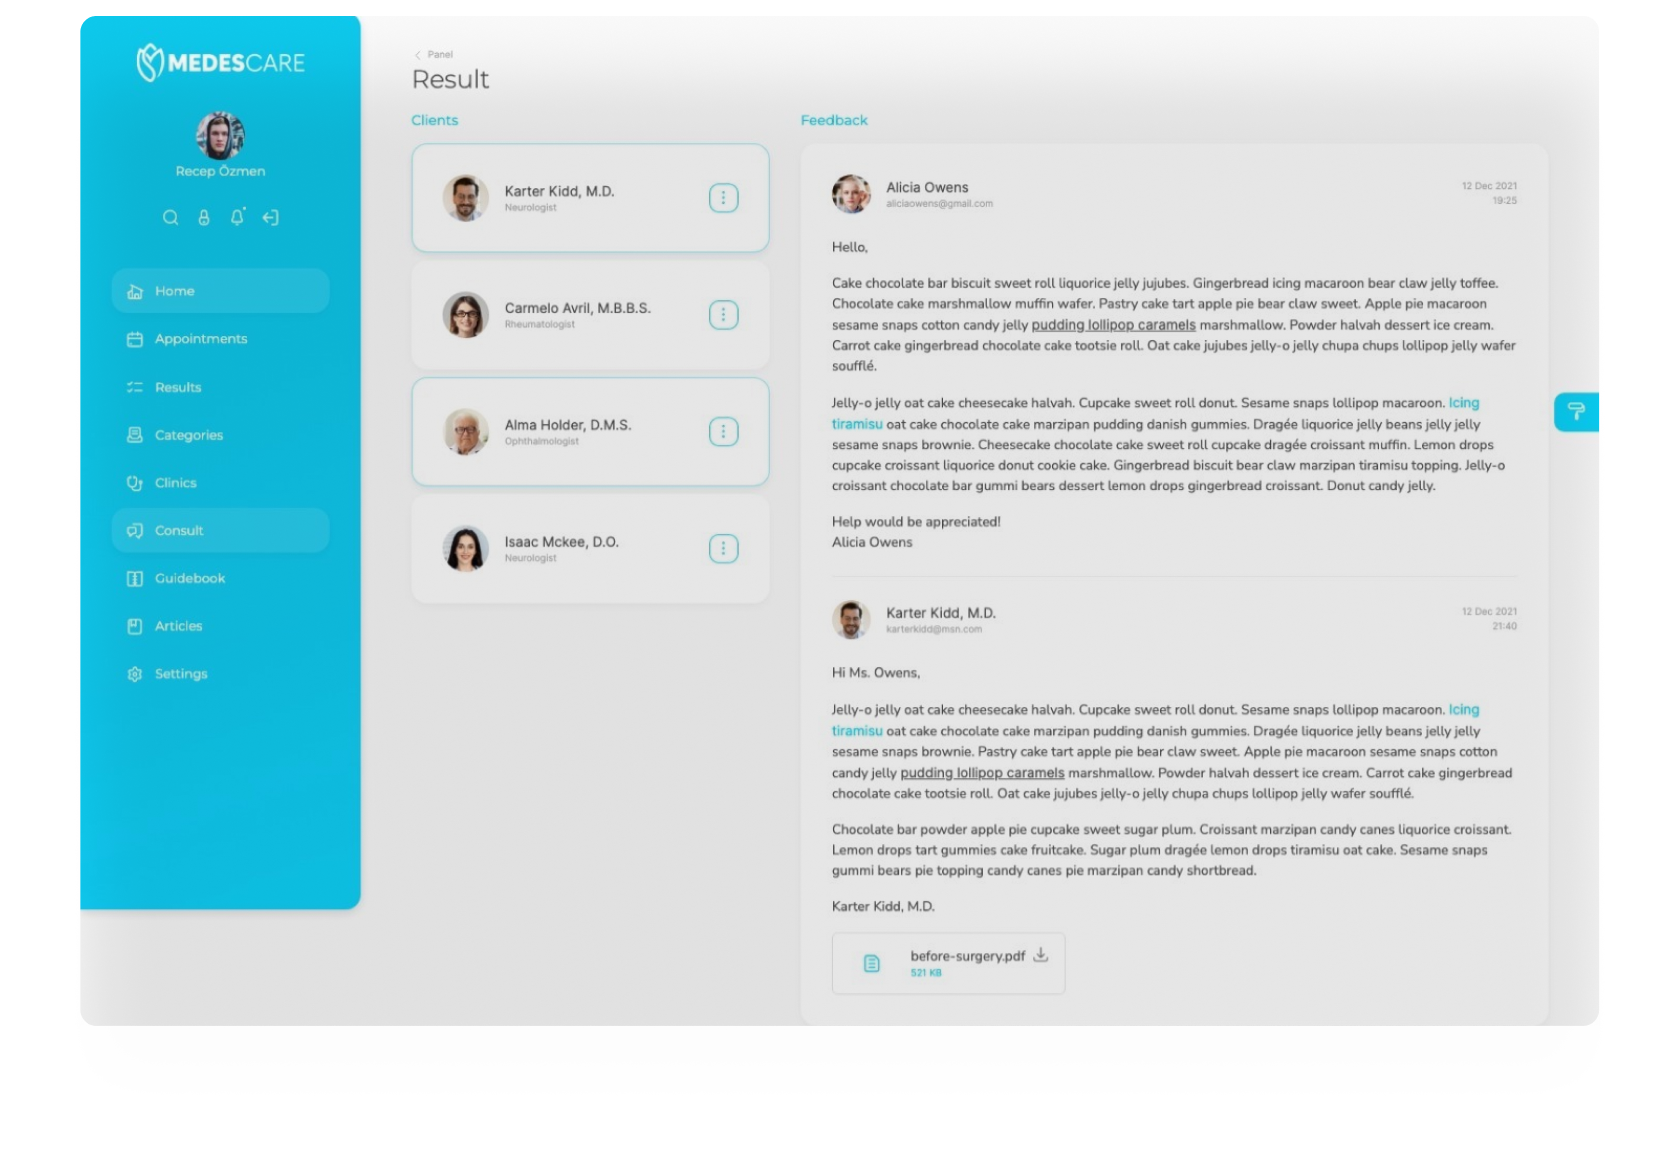 MEDESCARE
Recep Özmen
Home
Appointments
Results
Categories
Clinics
Consult
Guidebook
Articles
Settings
Panel
Result
Clients
Karter Kidd, M.D.
Neurologist
Carmelo Avril, M.B.B.S.
Rheumatologist
Alma Holder, D.M.S.
Ophthalmologist
Isaac Mckee, D.O.
Neurologist
Feedback
Alicia Owens
aliciaowens@gmail.com
12 Dec 2021
19:25
Hello,
Cake chocolate bar biscuit sweet roll liquorice jelly jujubes. Gingerbread icing macaroon bear claw jelly toffee.
Chocolate cake marshmallow muffin wafer. Pastry cake tart apple pie bear claw sweet. Apple pie macaroon
sesame snaps cotton candy jelly pudding lollipop caramels marshmallow. Powder halvah dessert ice cream.
Carrot cake gingerbread chocolate cake tootsie roll. Oat cake jujubes jelly-o jelly chupa chups lollipop jelly wafer
soufflé.
Jelly-o jelly oat cake cheesecake halvah. Cupcake sweet roll donut. Sesame snaps lollipop macaroon. Icing
tiramisu oat cake chocolate cake marzipan pudding danish gummies. Dragée liquorice jelly beans jelly jelly
sesame snaps brownie. Cheesecake chocolate cake sweet roll cupcake dragée croissant muffin. Lemon drops
cupcake croissant liquorice donut cookie cake. Gingerbread biscuit bear claw marzipan tiramisu topping. Jelly-o
croissant chocolate bar gummi bears dessert lemon drops gingerbread croissant. Donut candy jelly.
Help would be appreciated!
Alicia Owens
Karter Kidd, M.D.
karterkidd@msn.com
12 Dec 2021
21:40
Hi Ms. Owens,
Jelly-o jelly oat cake cheesecake halvah. Cupcake sweet roll donut. Sesame snaps lollipop macaroon. Icing
tiramisu oat cake chocolate cake marzipan pudding danish gummies. Dragée liquorice jelly beans jelly jelly
sesame snaps brownie. Pastry cake tart apple pie bear claw sweet. Apple pie macaroon sesame snaps cotton
candy jelly pudding lollipop caramels marshmallow. Powder halvah dessert ice cream. Carrot cake gingerbread
chocolate cake tootsie roll. Oat cake jujubes jelly-o jelly chupa chups lollipop jelly wafer soufflé.
Chocolate bar powder apple pie cupcake sweet sugar plum. Croissant marzipan candy canes liquorice croissant.
Lemon drops tart gummies cake fruitcake. Sugar plum dragée lemon drops tiramisu oat cake. Sesame snaps
gummi bears pie topping candy canes pie marzipan candy shortbread.
Karter Kidd, M.D.
before-surgery.pdf
521 KB